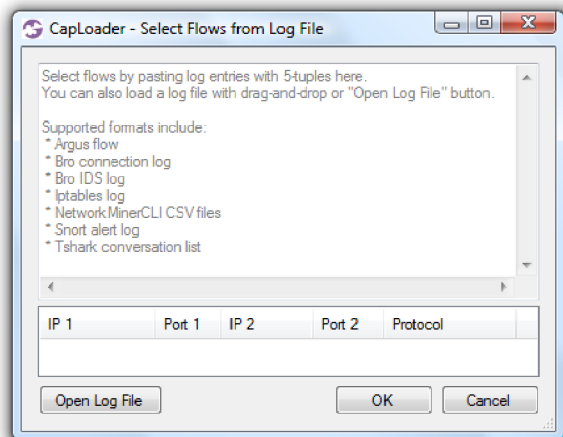 CapLoader - Select Flows from Log File
Select flows by pasting log entries with 5-tuples here.
You can also load a log file with drag-and-drop or "Open Log File" button.
Supported formats include:
* Argus flow
* Bro connection log
* Bro IDS log
* Iptables log
* NetworkMinerCLI CSV files
* Snort alert log
* Tshark conversation list
IP 1 Port 1 IP 2 Port 2 Protocol
Open Log File OK Cancel